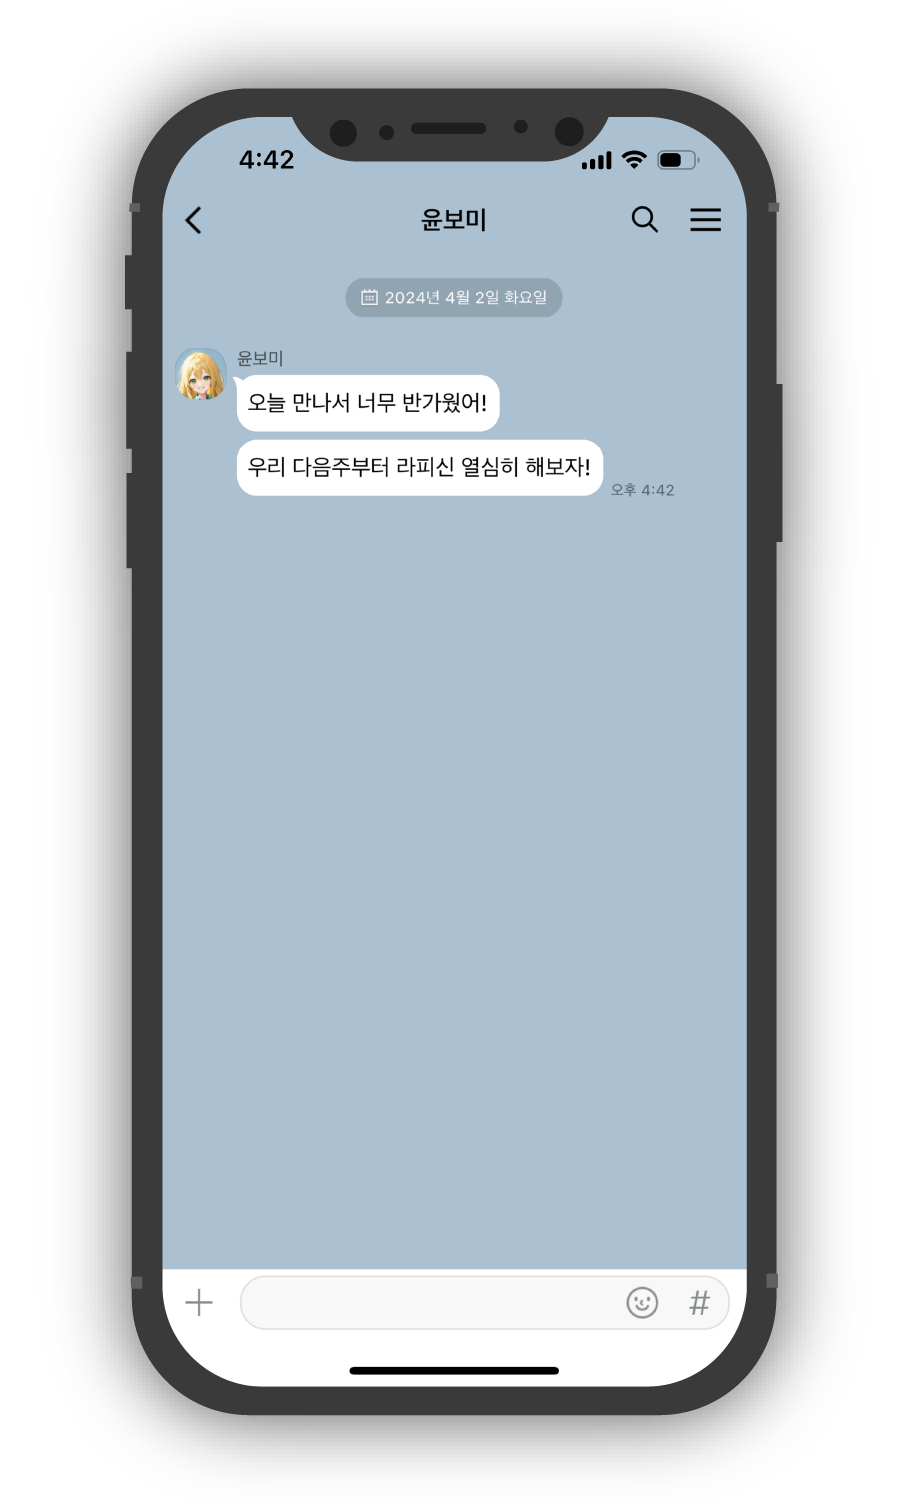 4:42
윤보미
2024년 4월 2일 화요일
윤보미
오늘 만나서 너무 반가웠어!
우리 다음주부터 라피신 열심히 해보자!
오후 4:42
#